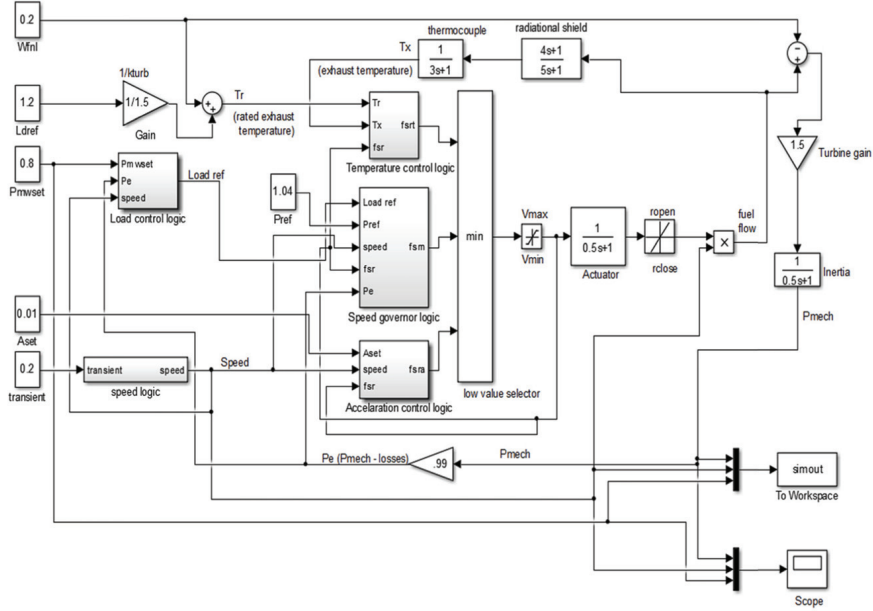 0.2
Wfnl
1.2
Ldref
1/kturb
1/1.5
Gain
+
+
Tr
(rated exhaust
temperature)
Tx
(exhaust temperature)
thermocouple
1
3s+1
radiational shield
4s+1
5s+1
+
-
1.5
Turbine gain
0.8
Pmwset
Pmwset
Pe
speed
Load control logic
Load ref
Tr
Tx
fsr
fsrt
Temperature control logic
1.04
Pref
Load ref
Pref
speed
fsr
Pe
fsrn
Speed governor logic
min
low value selector
Vmax
Vmin
1
0.5s+1
Actuator
ropen
rclose
×
fuel
flow
1
0.5s+1
Inertia
Pmech
0.01
Aset
0.2
transient
transient
speed
speed logic
Speed
Aset
speed
fsr
fsra
Accelaration control logic
Pe (Pmech - losses)
.99
Pmech
simout
To Workspace
Scope